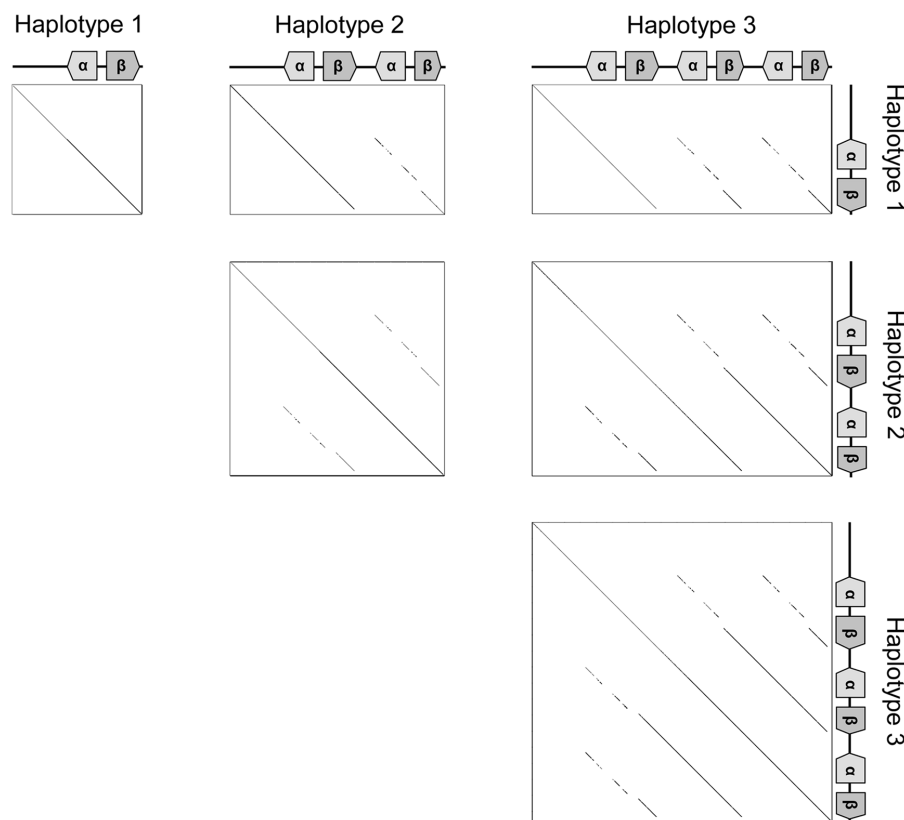 Haplotype 1
Haplotype 2
Haplotype 3
α β
α β α β
α β α β α β
Haplotype 1
α
β
Haplotype 2
α
β
α
β
Haplotype 3
α
β
α
β
α
β